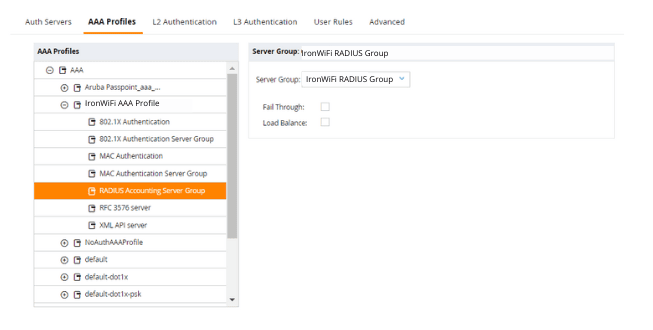 Auth Servers AAA Profiles L2 Authentication L3 Authentication User Rules Advanced
AAA Profiles
AAA
Aruba Passpoint_aaa_...
IronWiFi AAA Profile
802.1X Authentication
802.1X Authentication Server Group
MAC Authentication
MAC Authentication Server Group
RADIUS Accounting Server Group
RFC 3576 server
XML API server
NoAuthAAAProfile
default
default-dot1x
default-dot1x-psk
Server Group: IronWiFi RADIUS Group
Server Group: IronWiFi RADIUS Group
Fail Through:
Load Balance: